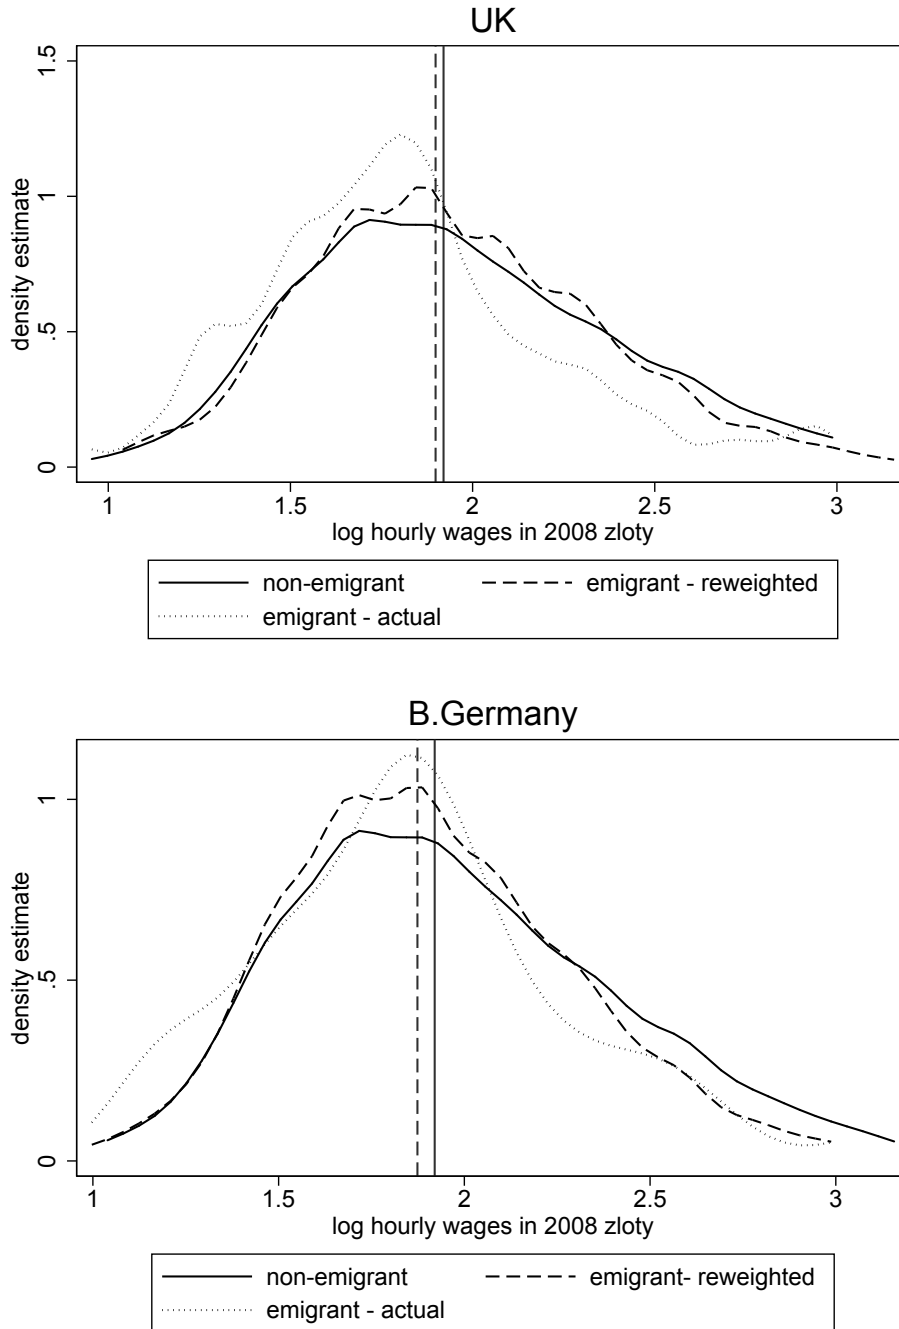 UK
1.5
1
.5
0
density estimate
1 1.5 2 2.5 3
log hourly wages in 2008 zloty
non-emigrant emigrant - reweighted
emigrant - actual
B.Germany
1
.5
0
density estimate
1 1.5 2 2.5 3
log hourly wages in 2008 zloty
non-emigrant emigrant- reweighted
emigrant - actual